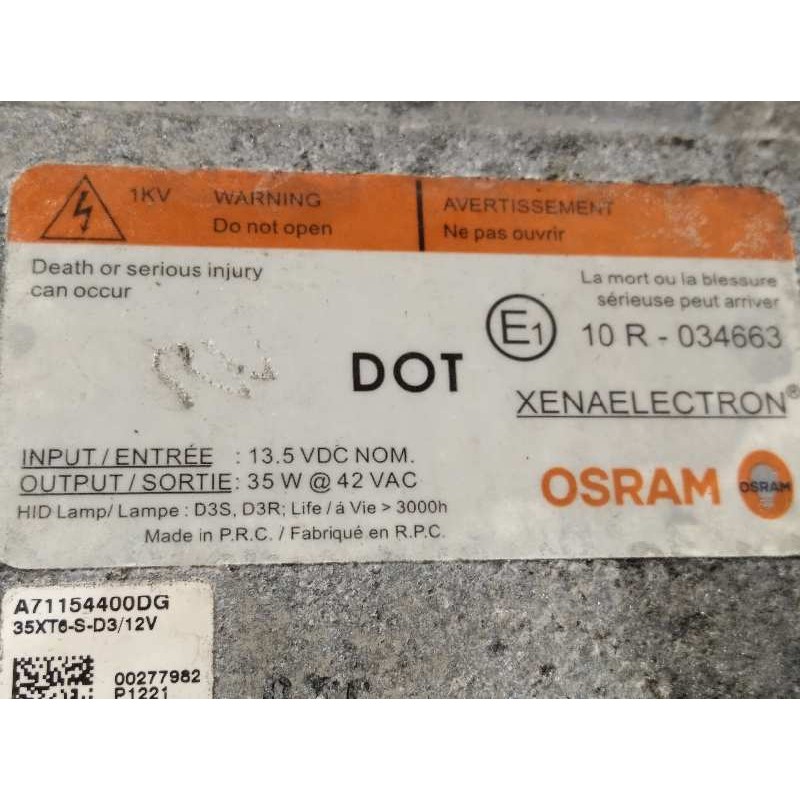 1KV WARNING AVERTISSEMENT
Do not open Ne pas ouvrir
Death or serious injury
can occur
La mort ou la blessure
sérieuse peut arriver
E1 10 R - 034663
DOT
XENAELECTRON®
INPUT / ENTRÉE : 13.5 VDC NOM.
OUTPUT / SORTIE: 35 W @ 42 VAC
OSRAM OSRAM
HID Lamp/ Lampe : D3S, D3R; Life / á Vie > 3000h
Made in P.R.C. / Fabriqué en R.P.C.
A71154400DG
35XT6-S-D3/12V
00277982
P1221